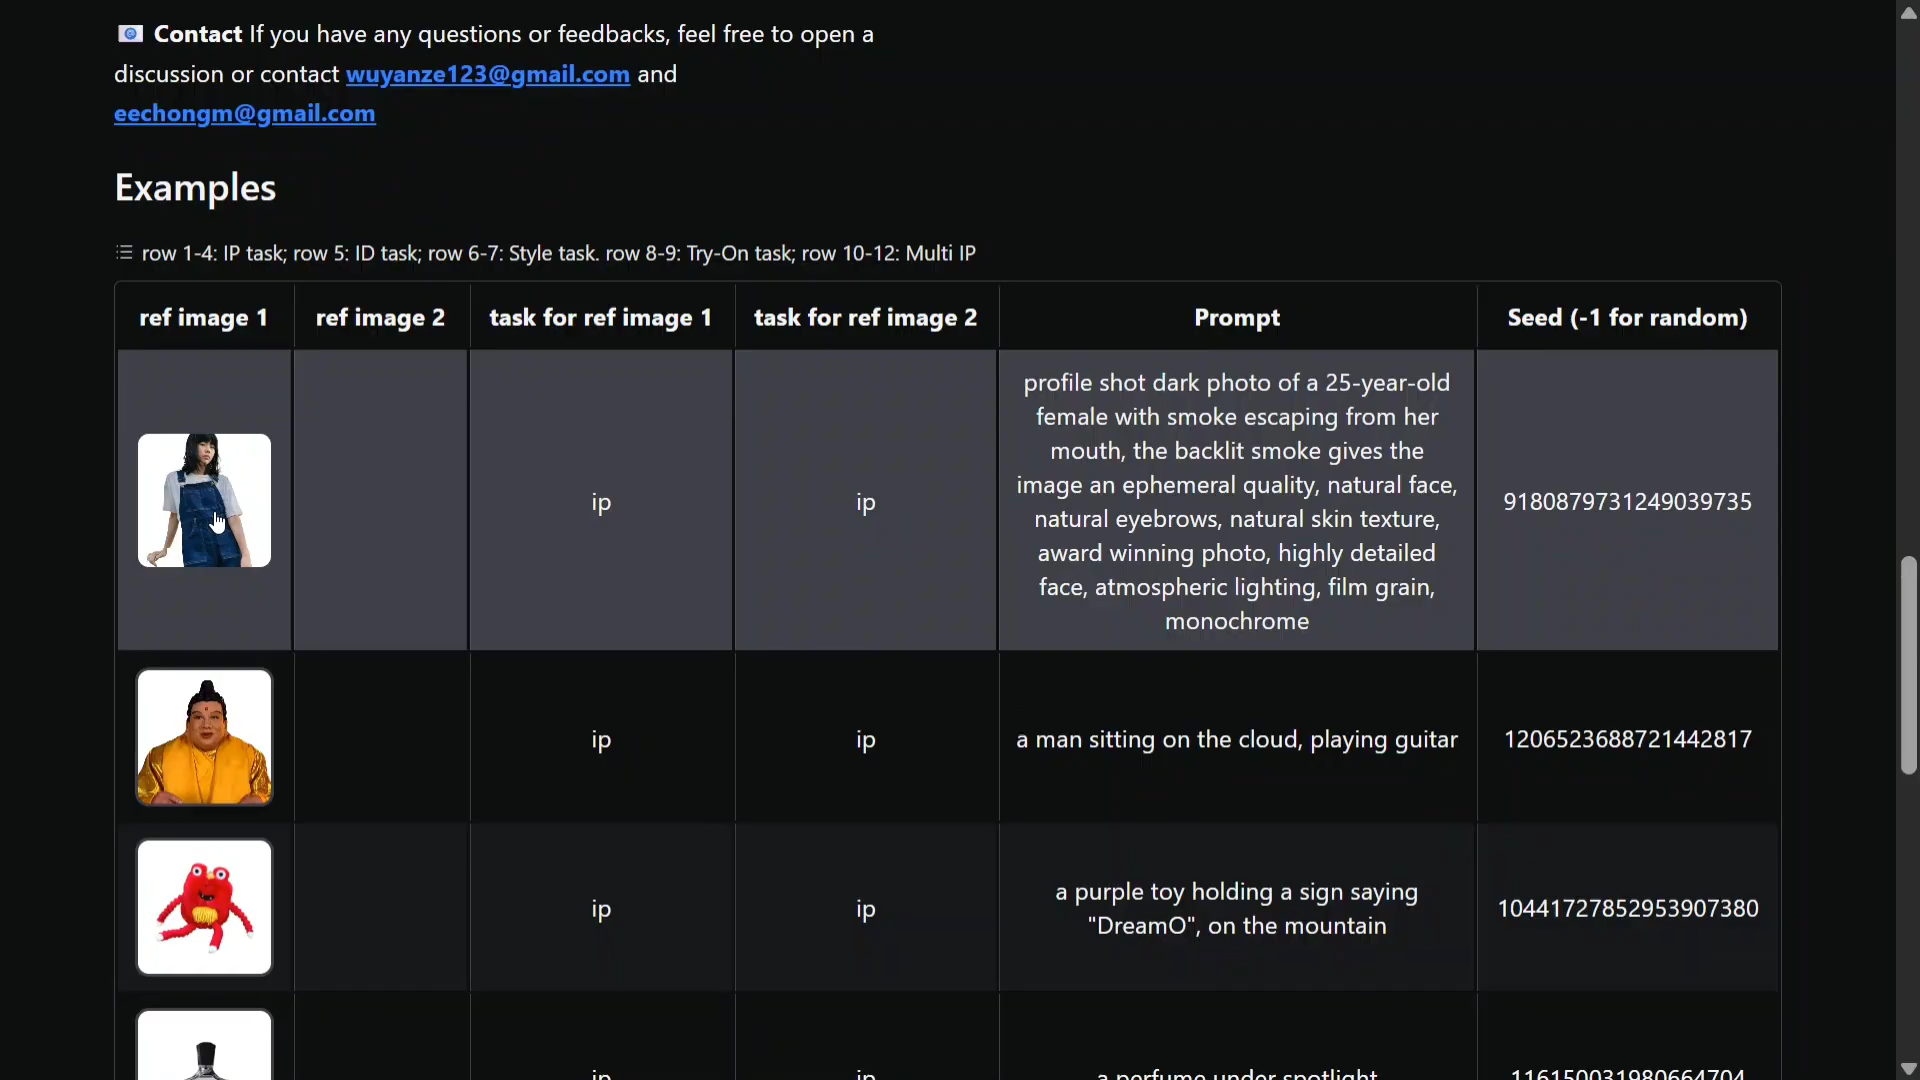 Contact If you have any questions or feedbacks, feel free to open a
discussion or contact wuyanze123@gmail.com and
eechongm@gmail.com
Examples
row 1-4: IP task; row 5: ID task; row 6-7: Style task. row 8-9: Try-On task; row 10-12: Multi IP
ref image 1 ref image 2 task for ref image 1 task for ref image 2 Prompt Seed (-1 for random)
profile shot dark photo of a 25-year-old
female with smoke escaping from her
mouth, the backlit smoke gives the
image an ephemeral quality, natural face,
ip ip 9180879731249039735
natural eyebrows, natural skin texture,
award winning photo, highly detailed
face, atmospheric lighting, film grain,
monochrome
ip ip a man sitting on the cloud, playing guitar 1206523688721442817
a purple toy holding a sign saying
ip ip 10441727852953907380
"DreamO", on the mountain
ip ip a perfume under spotlight 116150031980664704